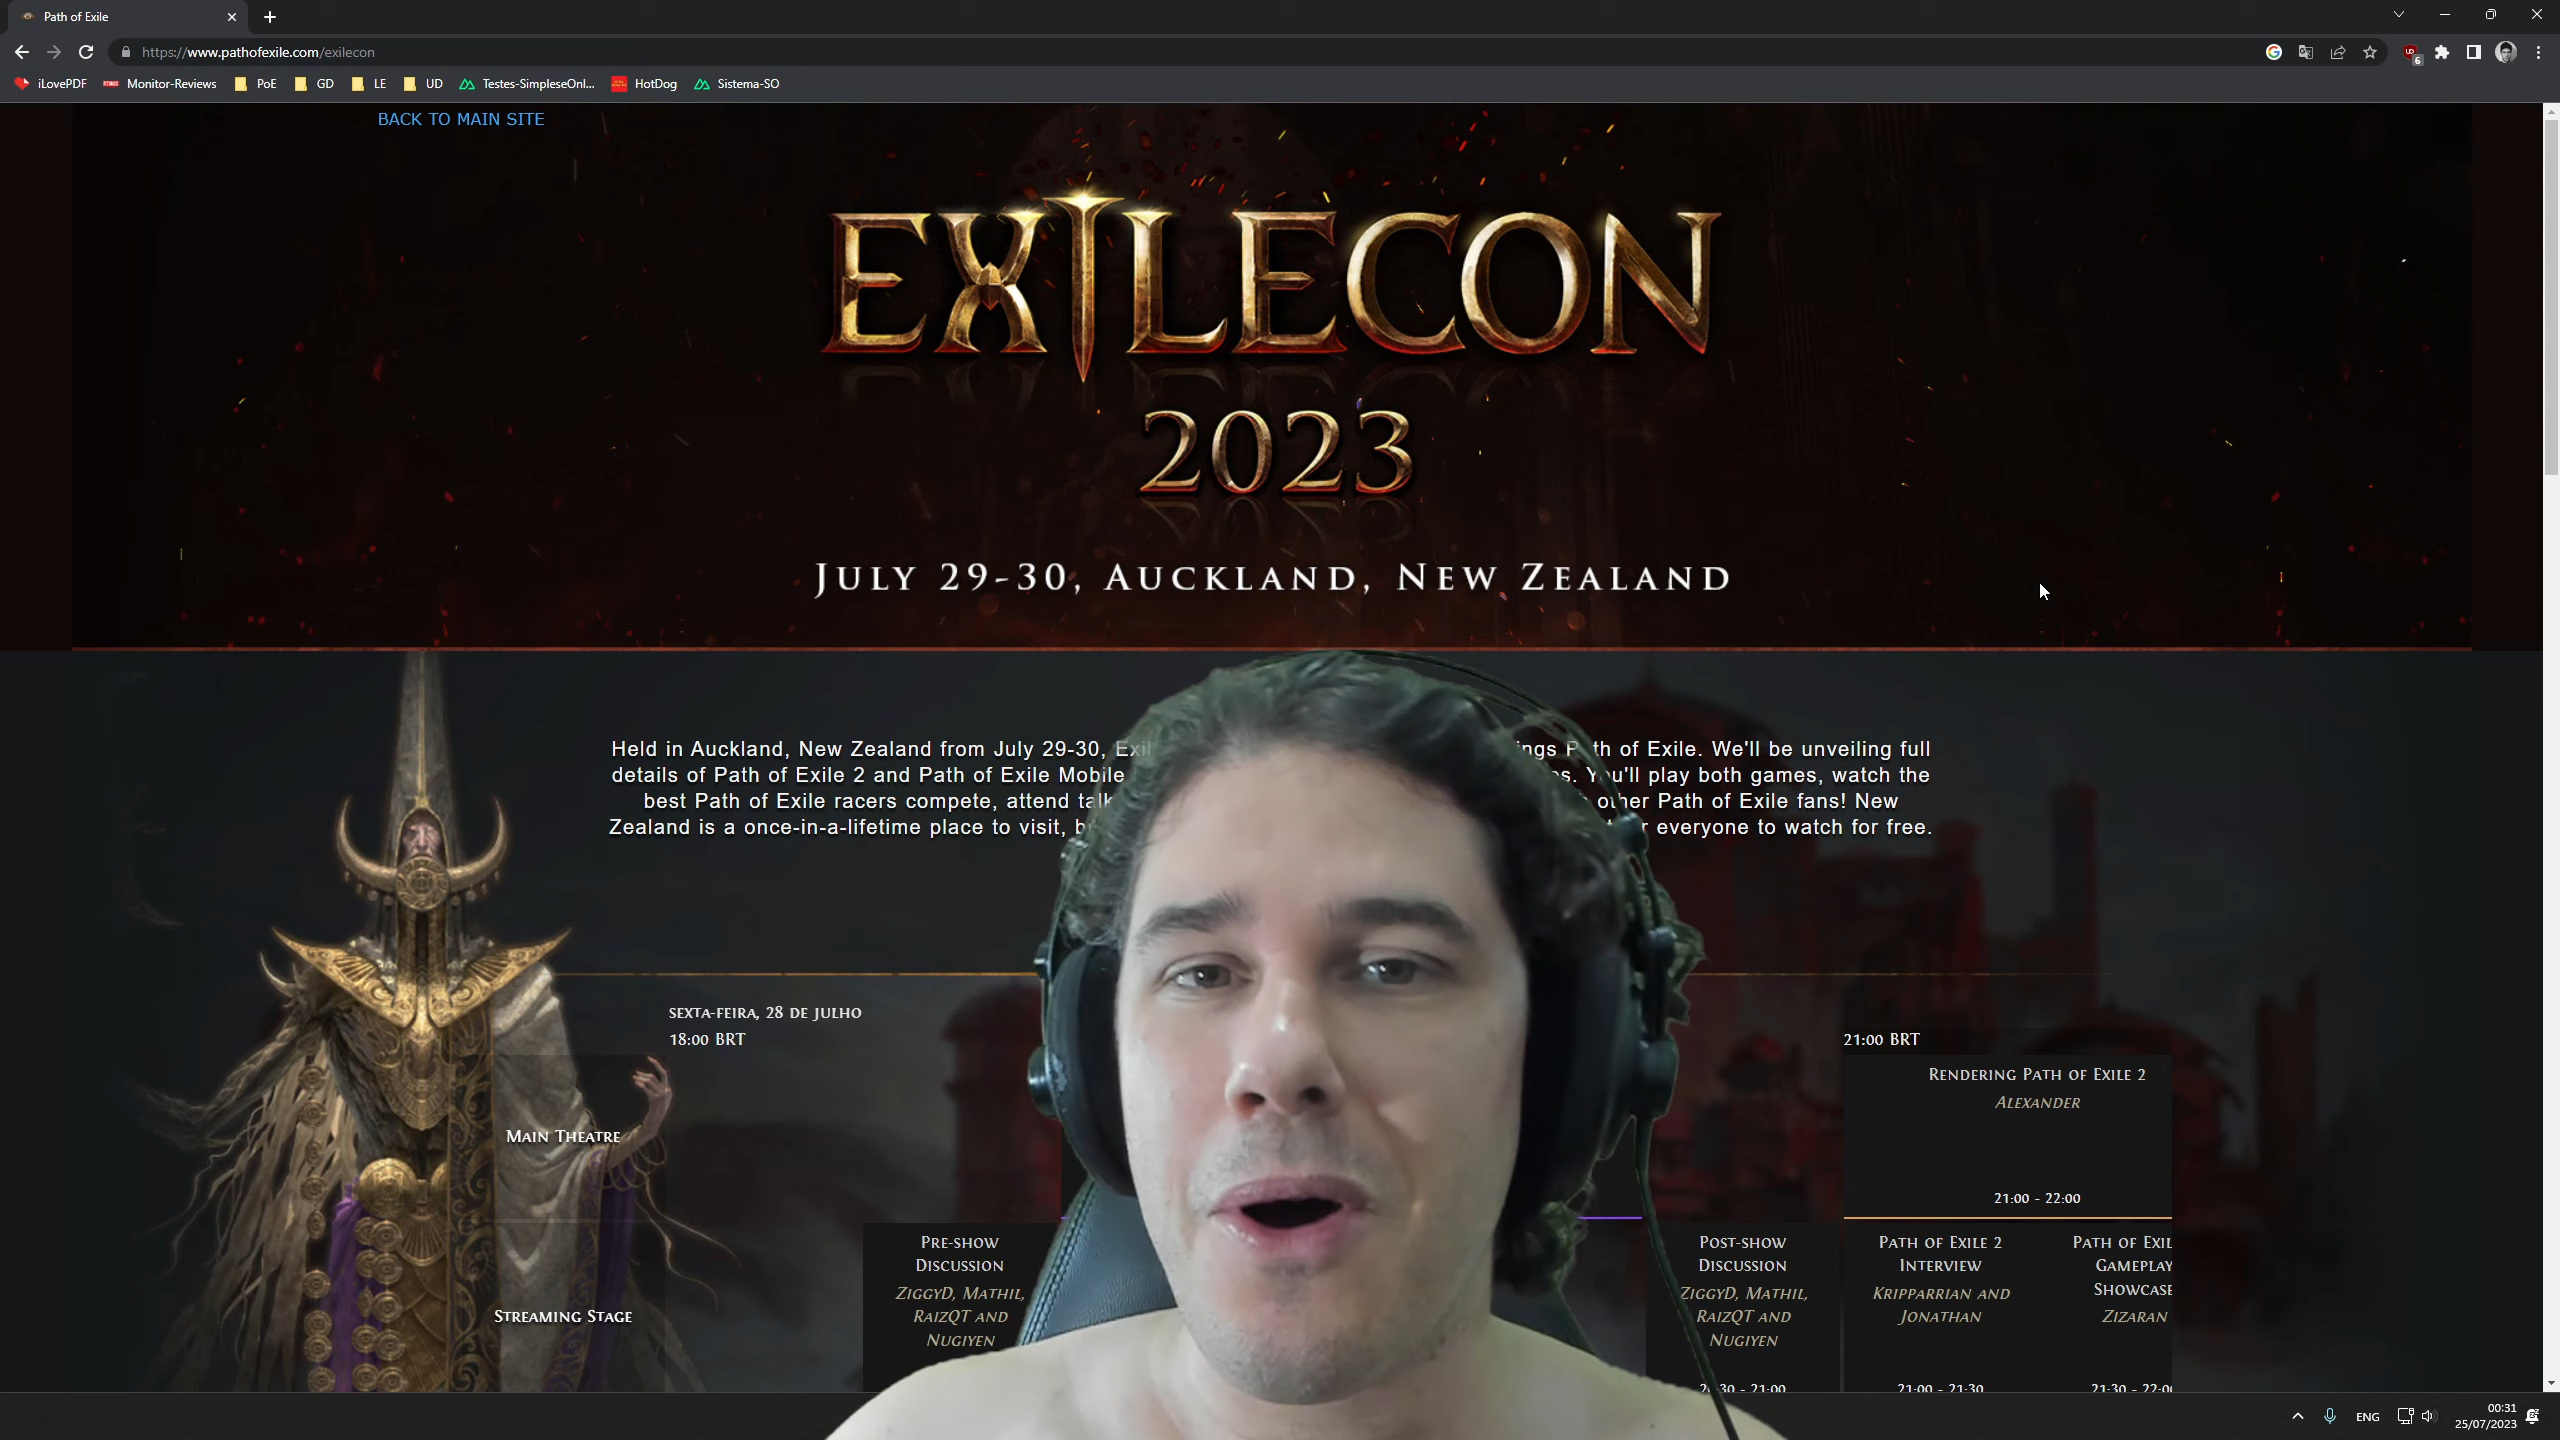 Path of Exile
https://www.pathofexile.com/exilecon
6
iLovePDF
Monitor-Reviews
PoE
GD
LE
UD
Testes-SimpleseOnl...
HotDog
Sistema-SO
BACK TO MAIN SITE
EXILECON
2023
July 29-30, Auckland, New Zealand
Held in Auckland, New Zealand from July 29-30, of Exile. We'll be unveiling full
details of Path of Exile 2 and Path of Exile Mobile You'll play both games, watch the
best Path of Exile racers compete, attend other Path of Exile fans! New
Zealand is a once-in-a-lifetime place to visit, everyone to watch for free.
SEXTA-FEIRA, 28 DE JULHO
18:00 BRT
21:00 BRT
Main Theatre
Rendering Path of Exile 2
Alexander
21:00 - 22:00
Streaming Stage
Pre-show
Discussion
ZiggyD, Mathil,
RaizQT and
Nugiyen
Post-show
Discussion
ZiggyD, Mathil,
RaizQT and
Nugiyen
21:00
Path of Exile 2
Interview
Kripparrian and
Jonathan
21:00 - 21:30
Path of
Gameplay
Showcase
Zizaran
21:30
ENG
00:31
25/07/2023